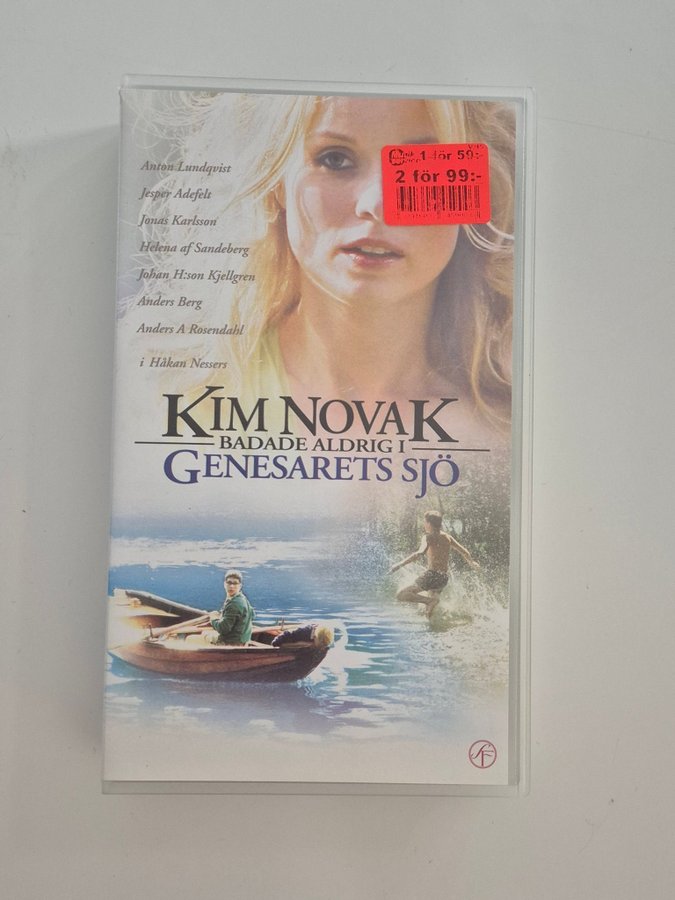 Anton Lundqvist
Jesper Adefelt
Jonas Karlsson
Helena af Sandeberg
Johan H:son Kjellgren
Anders Berg
Anders A Rosendahl
i Håkan Nessers
1 för 59:-
2 för 99:-
KIM NOVAK
BADADE ALDRIG I
GENESARETS SJÖ
SF